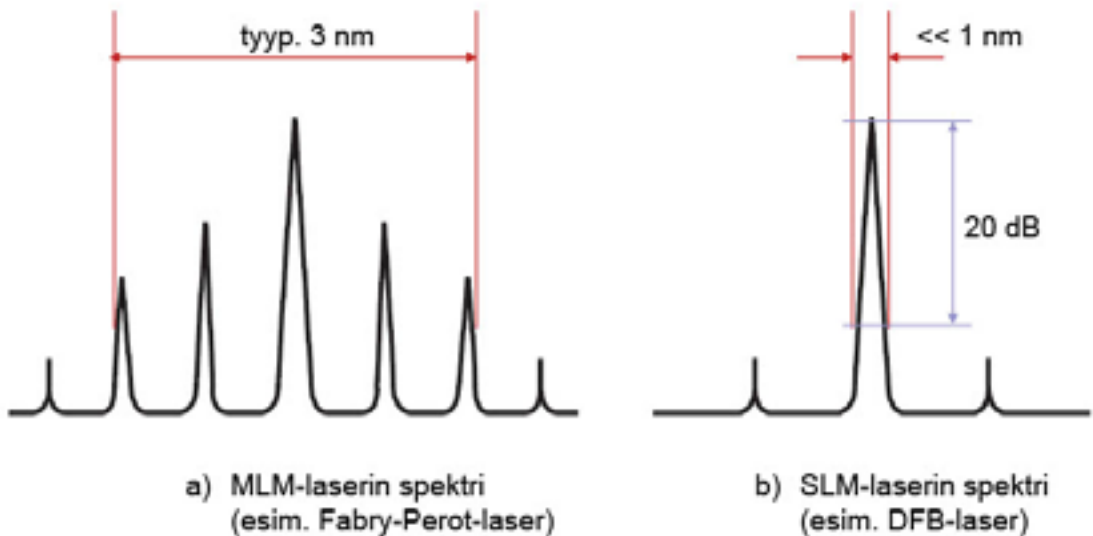 tyyp. 3 nm
<< 1 nm
20 dB
a) MLM-laserin spektri
(esim. Fabry-Perot-laser)
b) SLM-laserin spektri
(esim. DFB-laser)